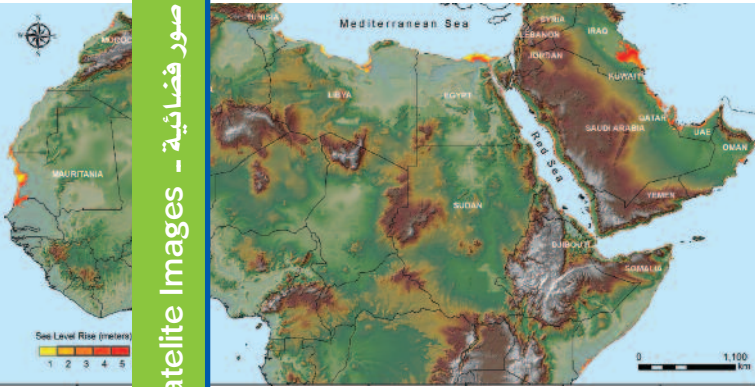 Mediterranean Sea
TUNISIA
SYRIA
LEBANON
IRAQ
JORDAN
MOROC
KUWAIT
LIBYA
EGYPT
QATAR
UAE
SAUDI ARABIA
OMAN
Red Sea
MAURITANIA
SUDAN
YEMEN
DJIBOUTI
SOMALIA
Sea Level Rise (meters)
1 2 3 4 5
0 1,100
km
atelite Images - صور فضائية